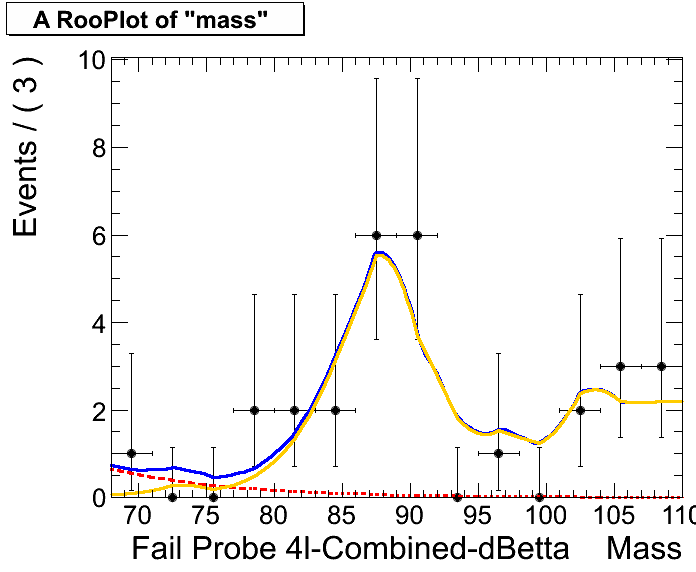 A RooPlot of "mass"
Events / ( 3 )
10
8
6
4
2
0
70 75 80 85 90 95 100 105 110
Fail Probe 4l-Combined-dBetta Mass